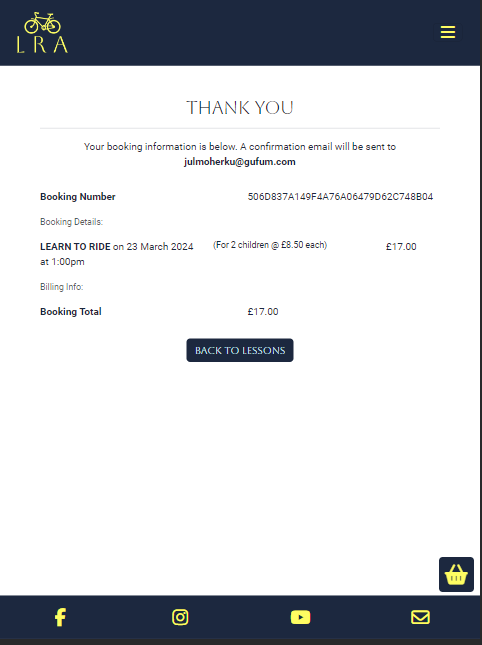 L R A
THANK YOU
Your booking information is below. A confirmation email will be sent to
julmoherku@gufum.com
Booking Number 506D837A149F4A76A06479D62C748B04
Booking Details:
LEARN TO RIDE on 23 March 2024 (For 2 children @ £8.50 each) £17.00
at 1:00pm
Billing Info:
Booking Total £17.00
BACK TO LESSONS